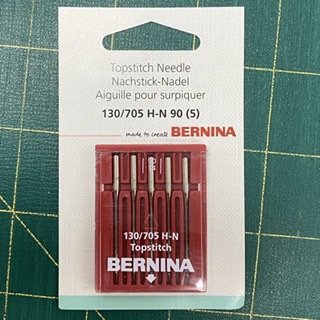 Topstitch Needle
Nachstick-Nadel
Aiguille pour surpiquer
130/705 H-N 90 (5)
made to create BERNINA
130/705 H-N
Topstitch
BERNINA